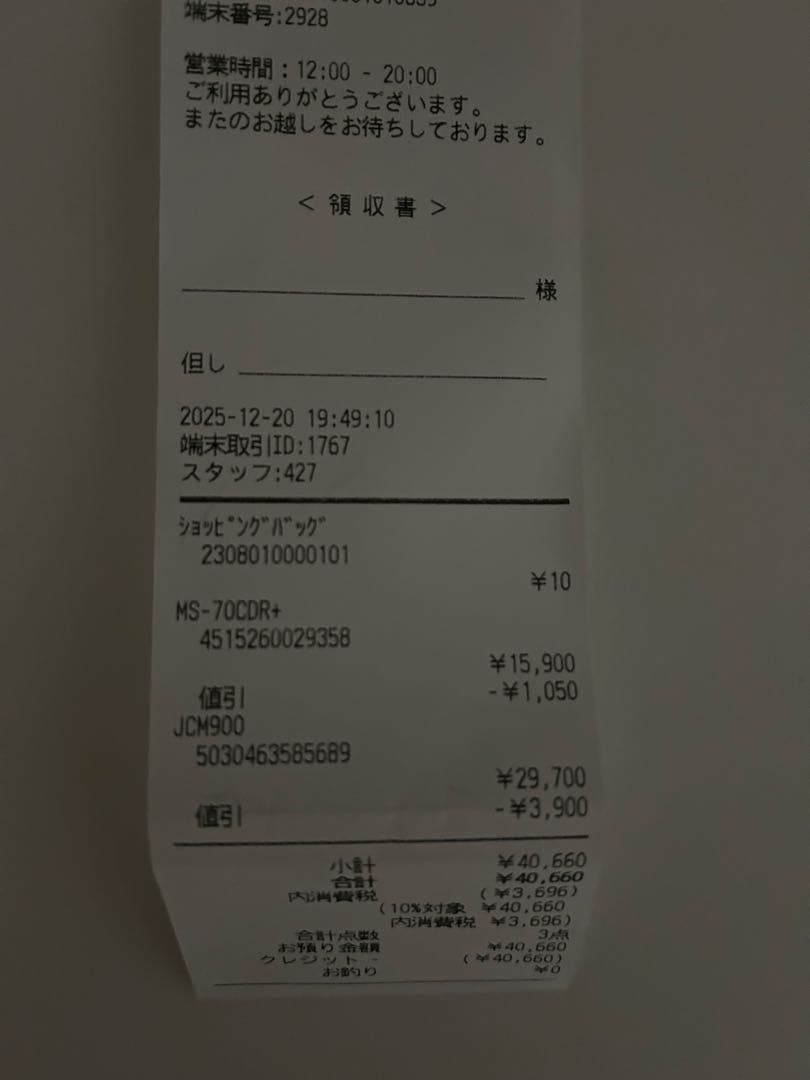 端末番号:2928
営業時間：12:00 - 20:00
ご利用ありがとうございます。
またのお越しをお待ちしております。
＜ 領 収 書 ＞
様
但し
2025-12-20 19:49:10
端末取引ID:1767
スタッフ:427
ｼｮｯﾋﾟﾝｸﾞﾊﾞｯｸﾞ
2308010000101
¥10
MS-70CDR+
4515260029358
¥15,900
値引 -¥1,050
JCM900
5030463585689
¥29,700
値引 -¥3,900
小計 ¥40,660
合計 ¥40,660
内消費税 (¥3,696)
(10%対象 ¥40,660
内消費税 ¥3,696)
合計点数 3点
お預り金額 ¥40,660
クレジット - (¥40,660)
お釣り ¥0